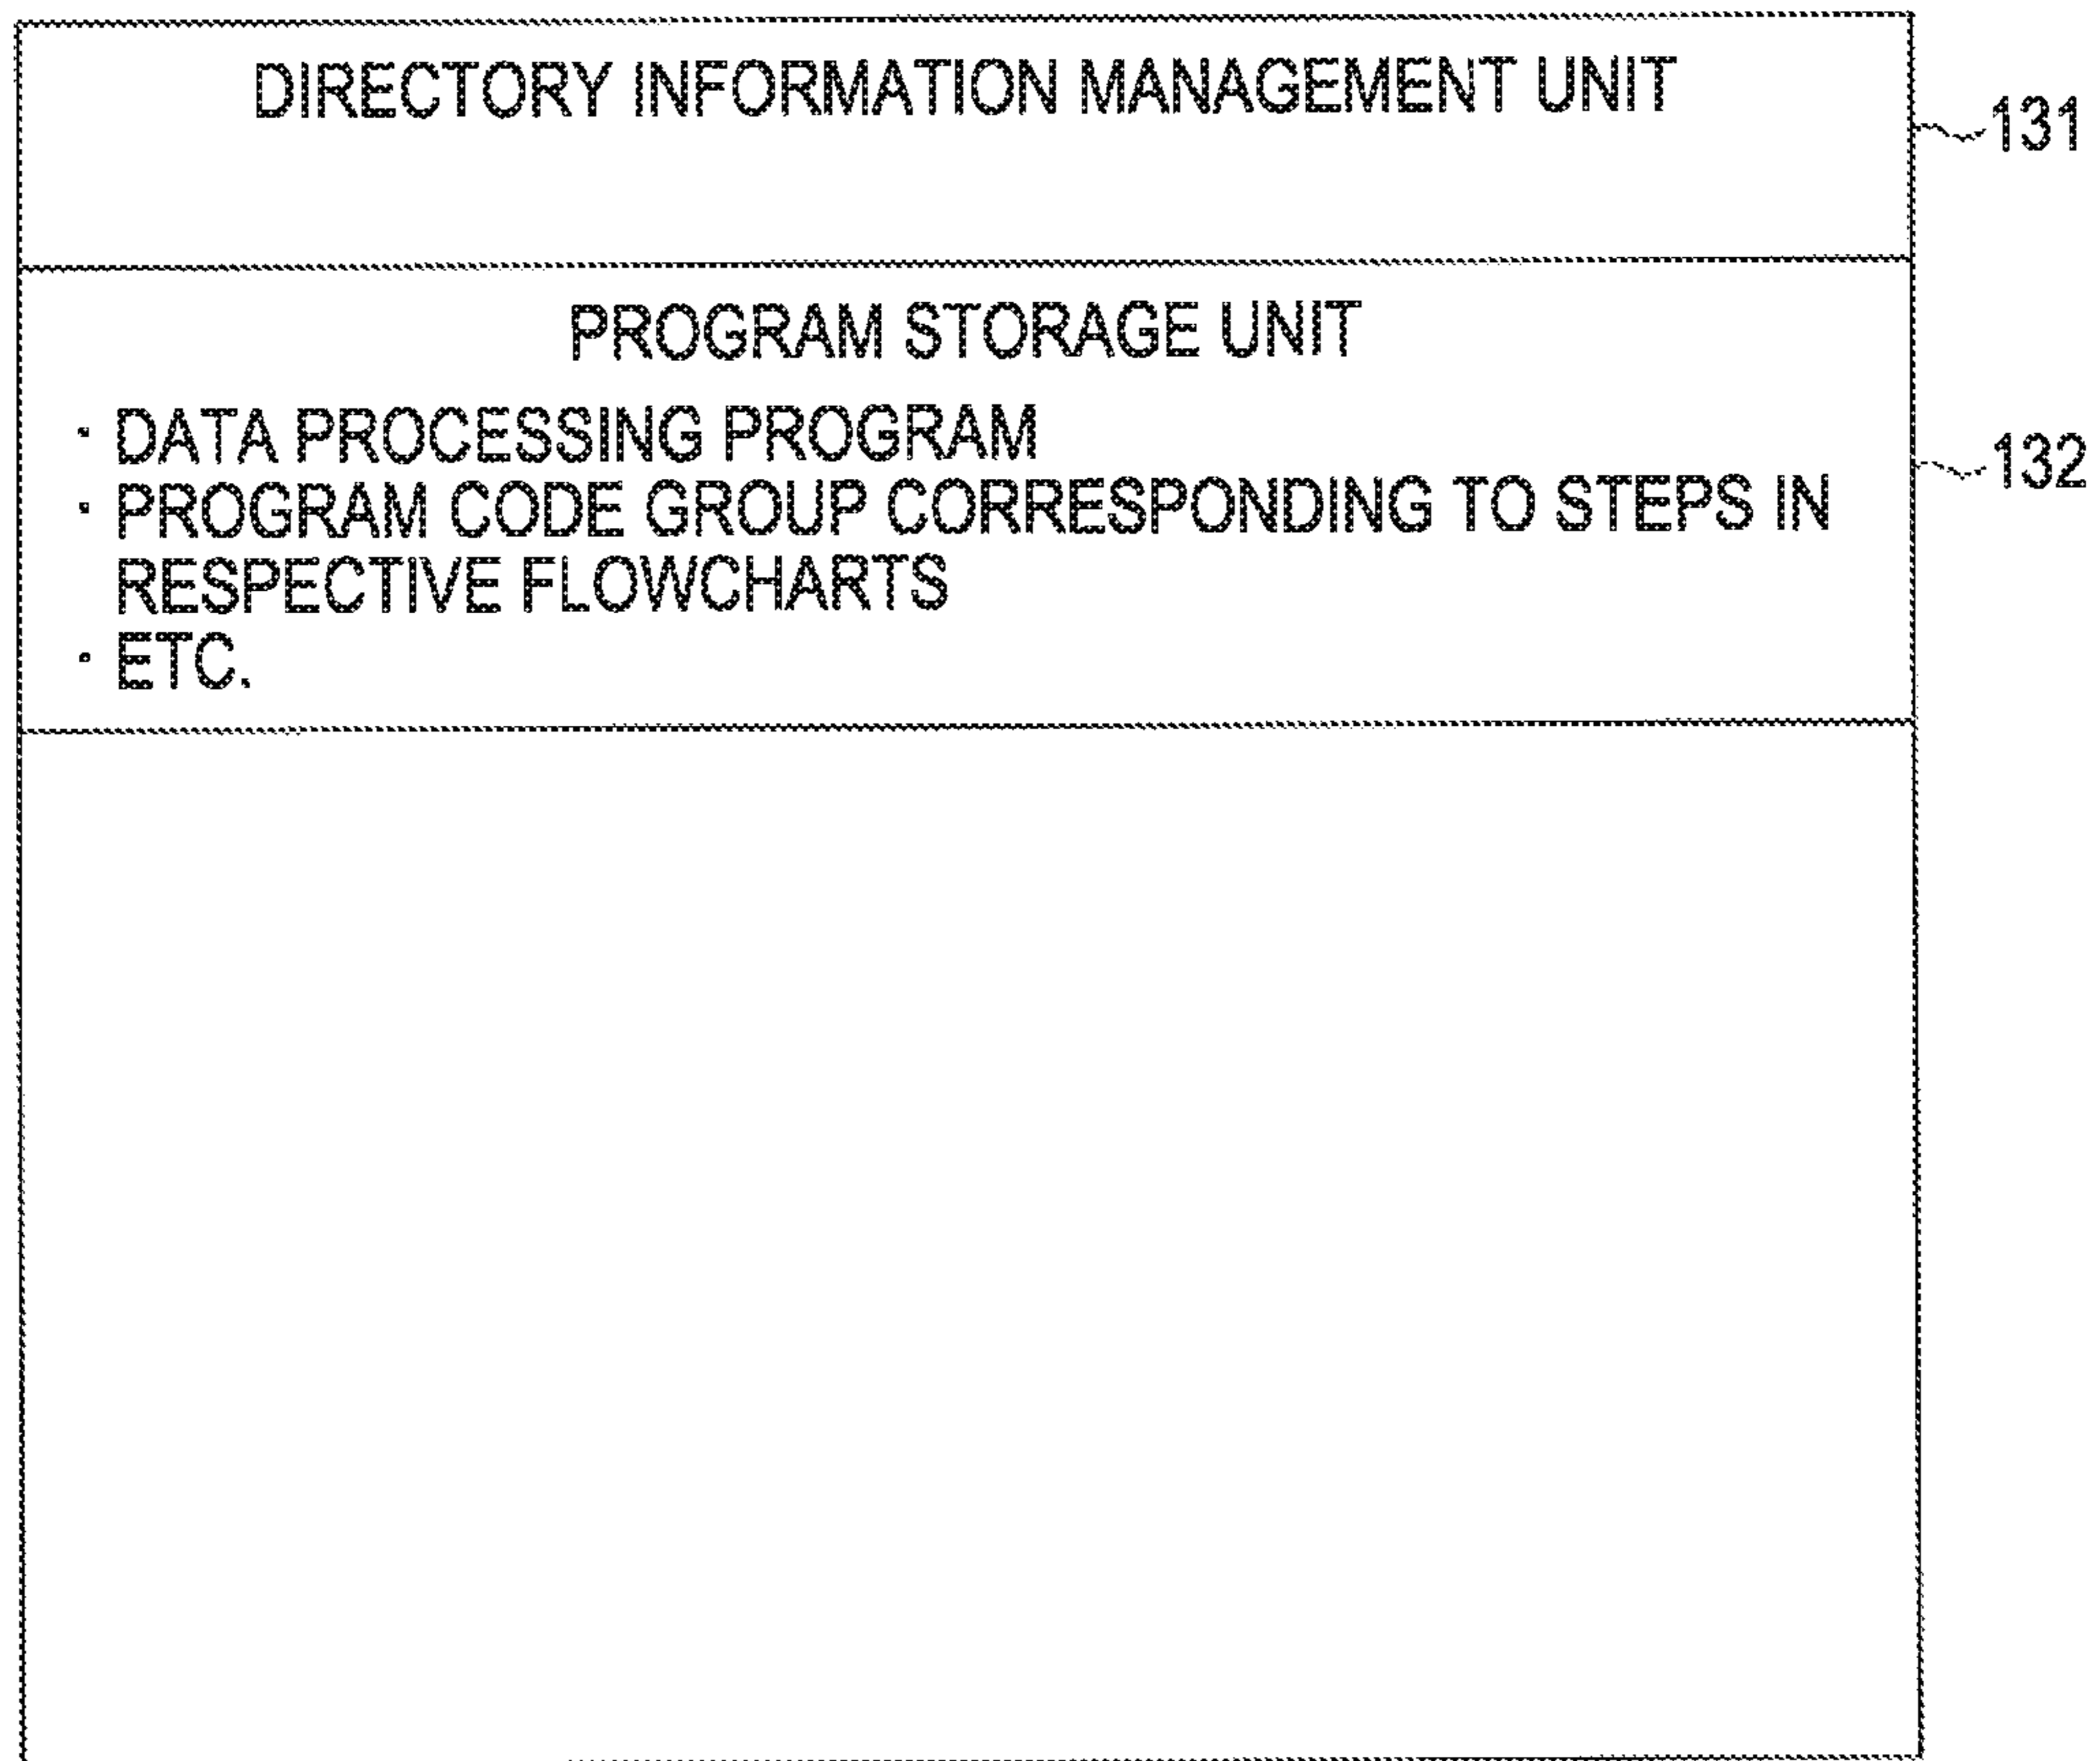 DIRECTORY INFORMATION MANAGEMENT UNIT
131
PROGRAM STORAGE UNIT
· DATA PROCESSING PROGRAM
132
· PROGRAM CODE GROUP CORRESPONDING TO STEPS IN
RESPECTIVE FLOWCHARTS
· ETC.